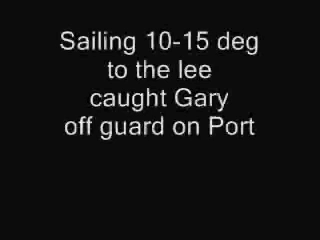 Sailing 10-15 deg
to the lee
caught Gary
off guard on Port